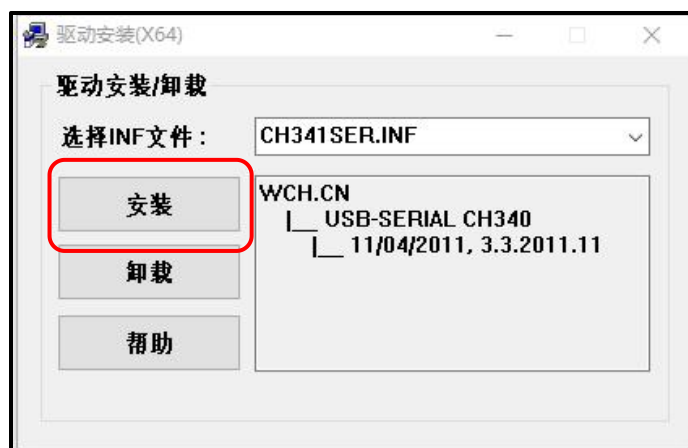 驱动安装(X64)
驱动安装/卸载
选择INF文件：
CH341SER.INF
安装
卸载
帮助
WCH.CN
|__ USB-SERIAL CH340
|__ 11/04/2011, 3.3.2011.11